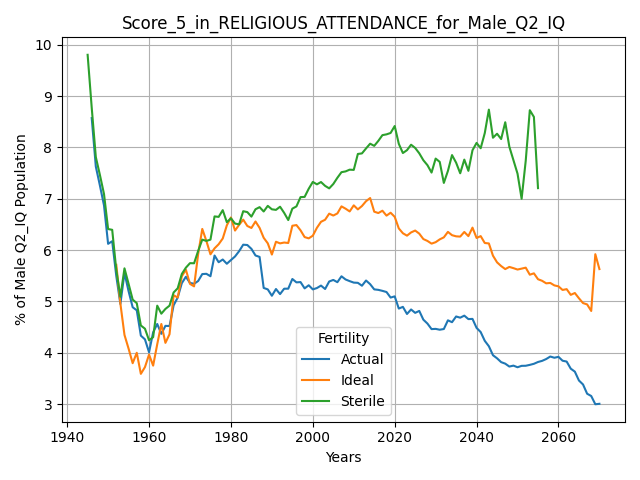 Score_5_in_RELIGIOUS_ATTENDANCE_for_Male_Q2_IQ
% of Male Q2_IQ Population
10
9
8
7
6
5
4
3
Fertility
Actual
Ideal
Sterile
1940 1960 1980 2000 2020 2040 2060
Years